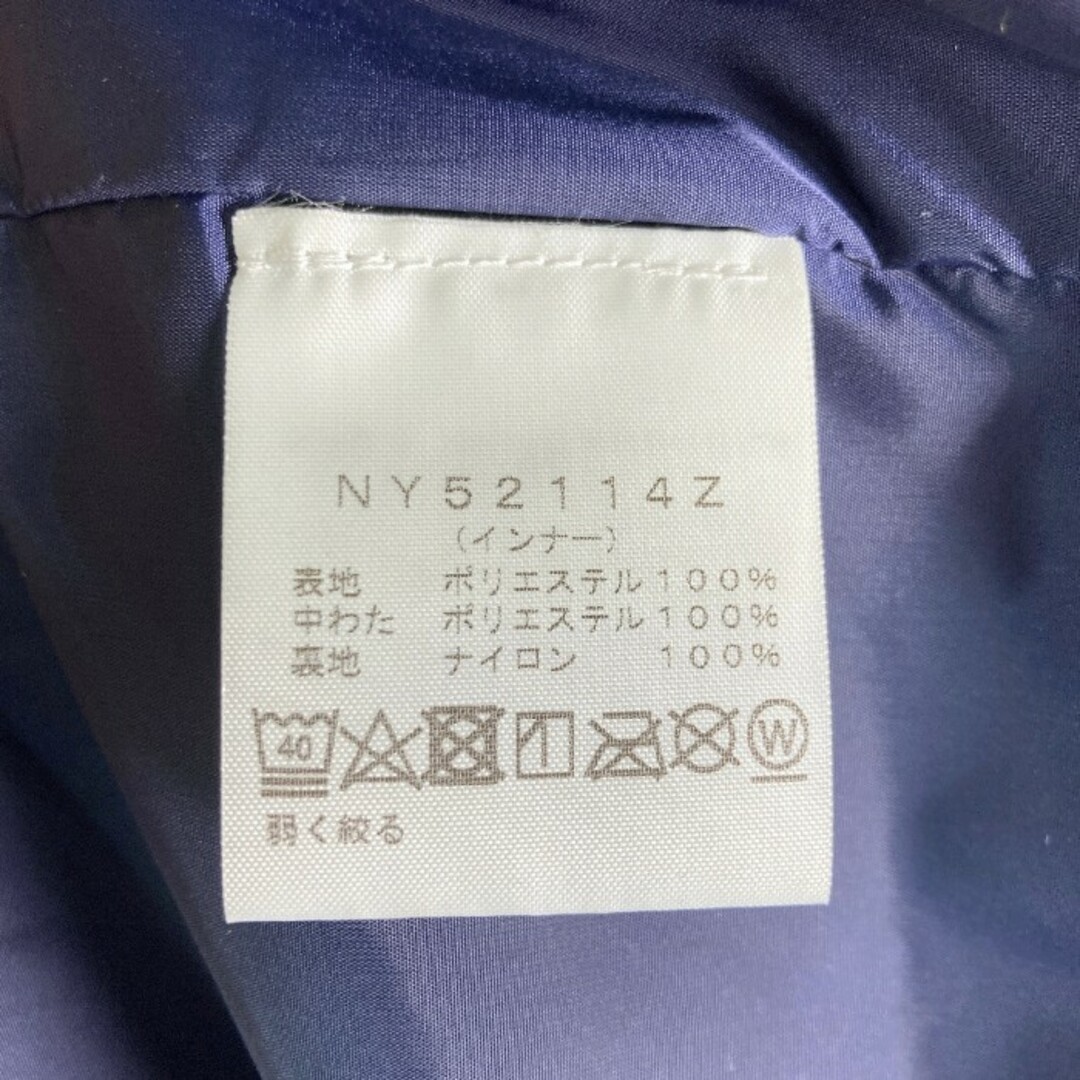 NY52114Z
(インナー)
表地 ポリエステル100%
中わた ポリエステル100%
裏地 ナイロン 100%
40 W
弱く絞る